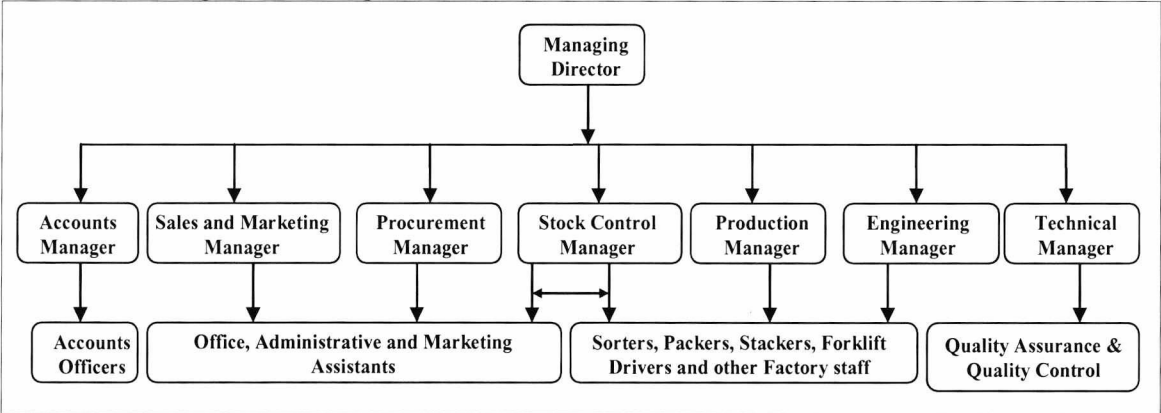 Managing
Director
Accounts
Manager
Sales and Marketing
Manager
Procurement
Manager
Stock Control
Manager
Production
Manager
Engineering
Manager
Technical
Manager
Accounts
Officers
Office, Administrative and Marketing
Assistants
Sorters, Packers, Stackers, Forklift
Drivers and other Factory staff
Quality Assurance &
Quality Control